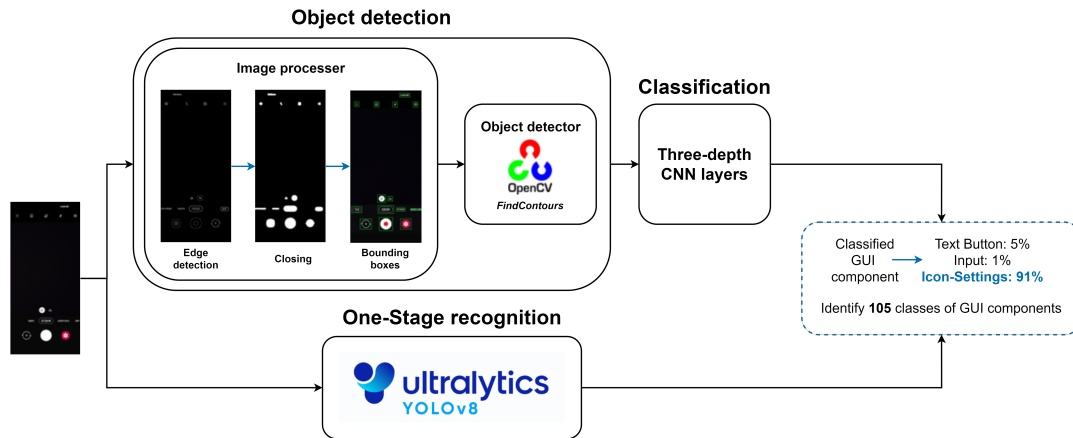 Object detection
Image processer
Edge
detection
Closing
Bounding
boxes
Object detector
OpenCV
FindContours
Classification
Three-depth
CNN layers
Classified
GUI
component
Text Button: 5%
Input: 1%
Icon-Settings: 91%
Identify 105 classes of GUI components
One-Stage recognition
ultralytics
YOLOv8